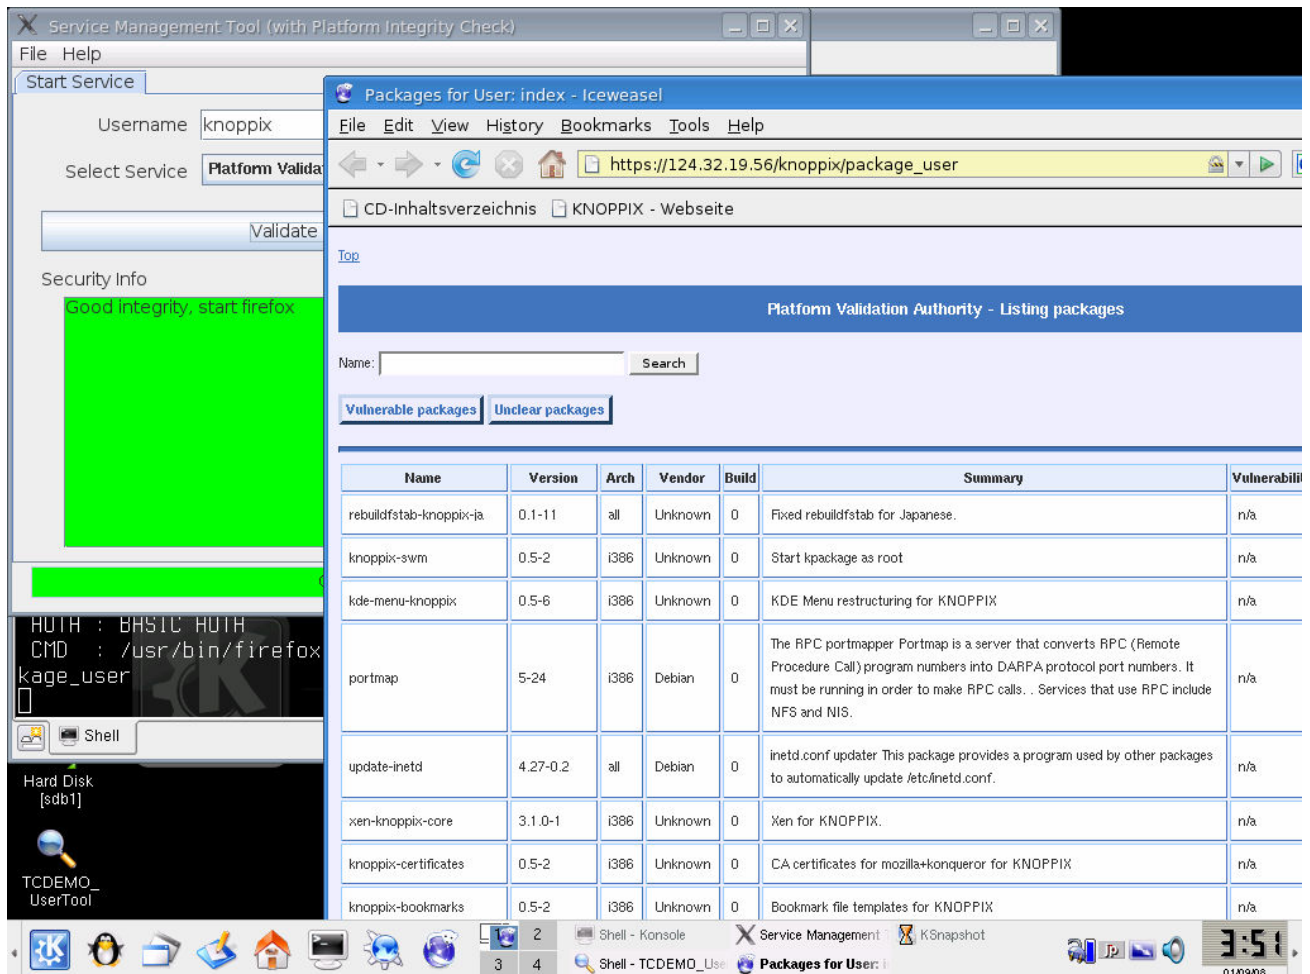 Service Management Tool (with Platform Integrity Check)
File Help
Start Service
Username knoppix
Select Service
Platform Valida
Validate
Security Info
Good integrity, start firefox
Packages for User: index - Iceweasel
File Edit View History Bookmarks Tools Help
https://124.32.19.56/knoppix/package_user
CD-Inhaltsverzeichnis KNOPPIX - Webseite
Top
Platform Validation Authority - Listing packages
Name: Search
Vulnerable packages Unclear packages
Name Version Arch Vendor Build Summary Vulnerabili
rebuildfstab-knoppix-ja 0.1-11 all Unknown 0 Fixed rebuildfstab for Japanese. n/a
knoppix-swm 0.5-2 i386 Unknown 0 Start kpackage as root n/a
kde-menu-knoppix 0.5-6 i386 Unknown 0 KDE Menu restructuring for KNOPPIX n/a
portmap 5-24 i386 Debian 0 The RPC portmapper Portmap is a server that converts RPC (Remote
Procedure Call) program numbers into DARPA protocol port numbers. It
must be running in order to make RPC calls. . Services that use RPC include
NFS and NIS.
n/a
update-inetd 4.27-0.2 all Debian 0 inetd.conf updater This package provides a program used by other packages
to automatically update /etc/inetd.conf.
n/a
xen-knoppix-core 3.1.0-1 i386 Unknown 0 Xen for KNOPPIX. n/a
knoppix-certificates 0.5-2 i386 Unknown 0 CA certificates for mozilla+konqueror for KNOPPIX n/a
knoppix-bookmarks 0.5-2 i386 Unknown 0 Bookmark file templates for KNOPPIX n/a
AUTH : BASIC AUTH
CMD : /usr/bin/firefox
kage_user
Shell
Hard Disk
[sdb1]
TCDEMO_
UserTool
1 2
3 4
Shell - Konsole
Service Management
KSnapshot
Shell - TCDEMO_Use
Packages for User: i
3:51
01/09/08